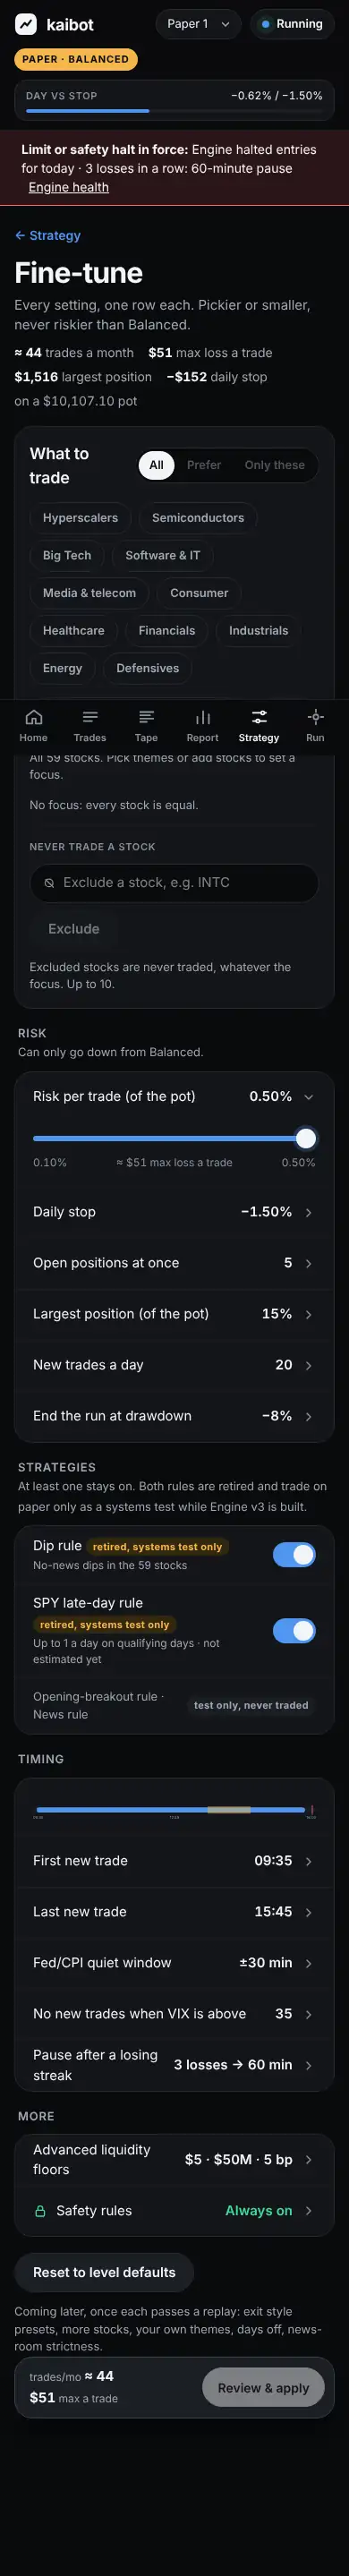 kaibot
Paper 1
Running
PAPER · BALANCED
DAY VS STOP
−0.62% / −1.50%
Limit or safety halt in force: Engine halted entries
for today · 3 losses in a row: 60-minute pause
Engine health
← Strategy
Fine-tune
Every setting, one row each. Pickier or smaller,
never riskier than Balanced.
≈ 44 trades a month $51 max loss a trade
$1,516 largest position −$152 daily stop
on a $10,107.10 pot
What to
trade
All Prefer Only these
Hyperscalers Semiconductors
Big Tech Software & IT
Media & telecom Consumer
Healthcare Financials Industrials
Energy Defensives
Home Trades Tape Report Strategy Run
All 59 stocks. Pick themes or add stocks to set a
focus.
No focus: every stock is equal.
NEVER TRADE A STOCK
Exclude a stock, e.g. INTC
Exclude
Excluded stocks are never traded, whatever the
focus. Up to 10.
RISK
Can only go down from Balanced.
Risk per trade (of the pot) 0.50%
0.10% ≈ $51 max loss a trade 0.50%
Daily stop −1.50%
Open positions at once 5
Largest position (of the pot) 15%
New trades a day 20
End the run at drawdown −8%
STRATEGIES
At least one stays on. Both rules are retired and trade on
paper only as a systems test while Engine v3 is built.
Dip rule retired, systems test only
No-news dips in the 59 stocks
SPY late-day rule
retired, systems test only
Up to 1 a day on qualifying days · not
estimated yet
Opening-breakout rule ·
News rule
test only, never traded
TIMING
First new trade 09:35
Last new trade 15:45
Fed/CPI quiet window ±30 min
No new trades when VIX is above 35
Pause after a losing
streak
3 losses → 60 min
MORE
Advanced liquidity
floors
$5 · $50M · 5 bp
Safety rules Always on
Reset to level defaults
Coming later, once each passes a replay: exit style
presets, more stocks, your own themes, days off, news-
room strictness.
trades/mo ≈ 44
$51 max a trade
Review & apply